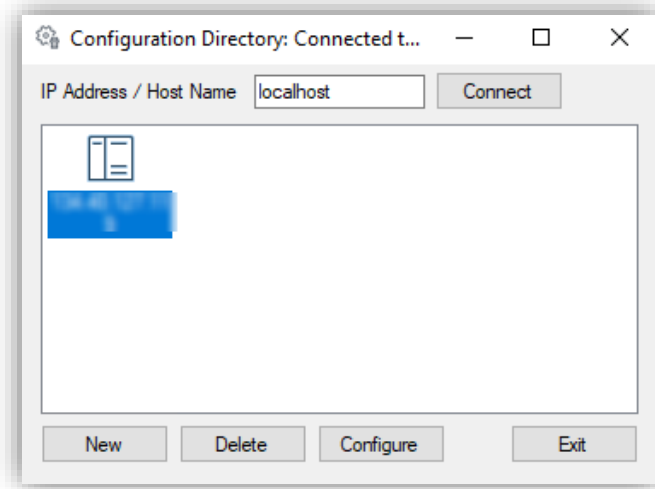 Configuration Directory: Connected t...
IP Address / Host Name localhost Connect
New Delete Configure Exit